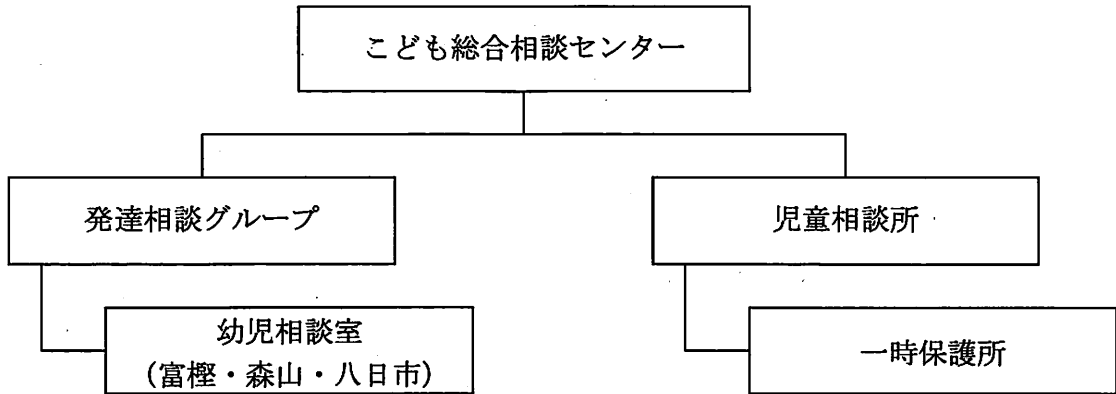 こども総合相談センター
発達相談グループ
児童相談所
幼児相談室
(富樫・森山・八日市)
一時保護所